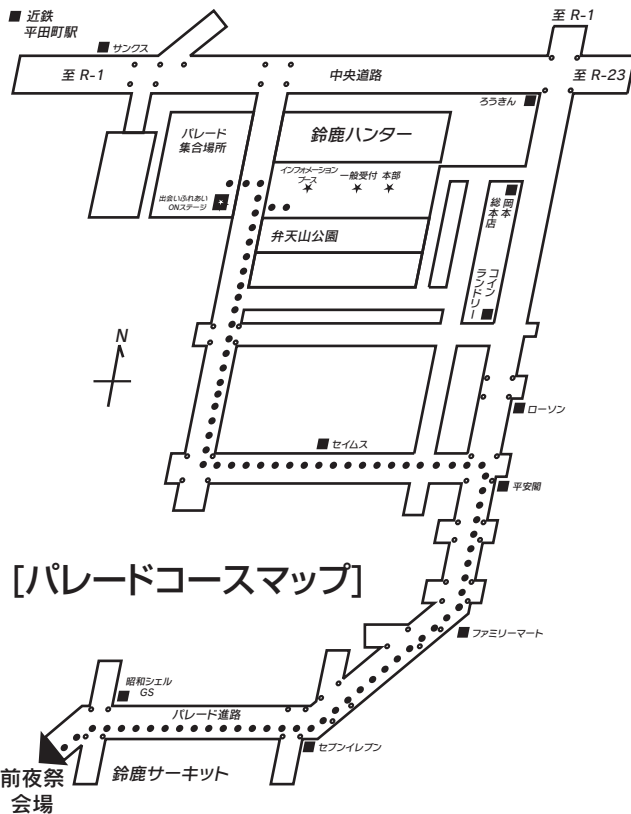 近鉄
平田町駅
サンクス
至 R-1
至 R-1
中央道路
至 R-23
ろうきん
パレード
集合場所
鈴鹿ハンター
インフォメーション
ブース
一般受付
本部
出会いふれあい
ONステージ
弁天山公園
岡本
総本店
コイン
ランドリー
N
ローソン
セイムス
平安閣
[パレードコースマップ]
ファミリーマート
昭和シェル
GS
パレード進路
セブンイレブン
鈴鹿サーキット
前夜祭
会場